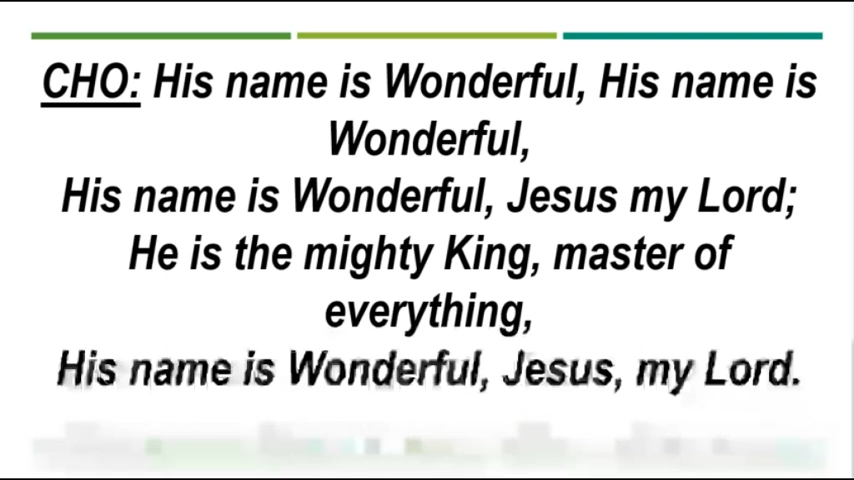 CHO: His name is Wonderful, His name is
Wonderful,
His name is Wonderful, Jesus my Lord;
He is the mighty King, master of
everything,
His name is Wonderful, Jesus, my Lord.